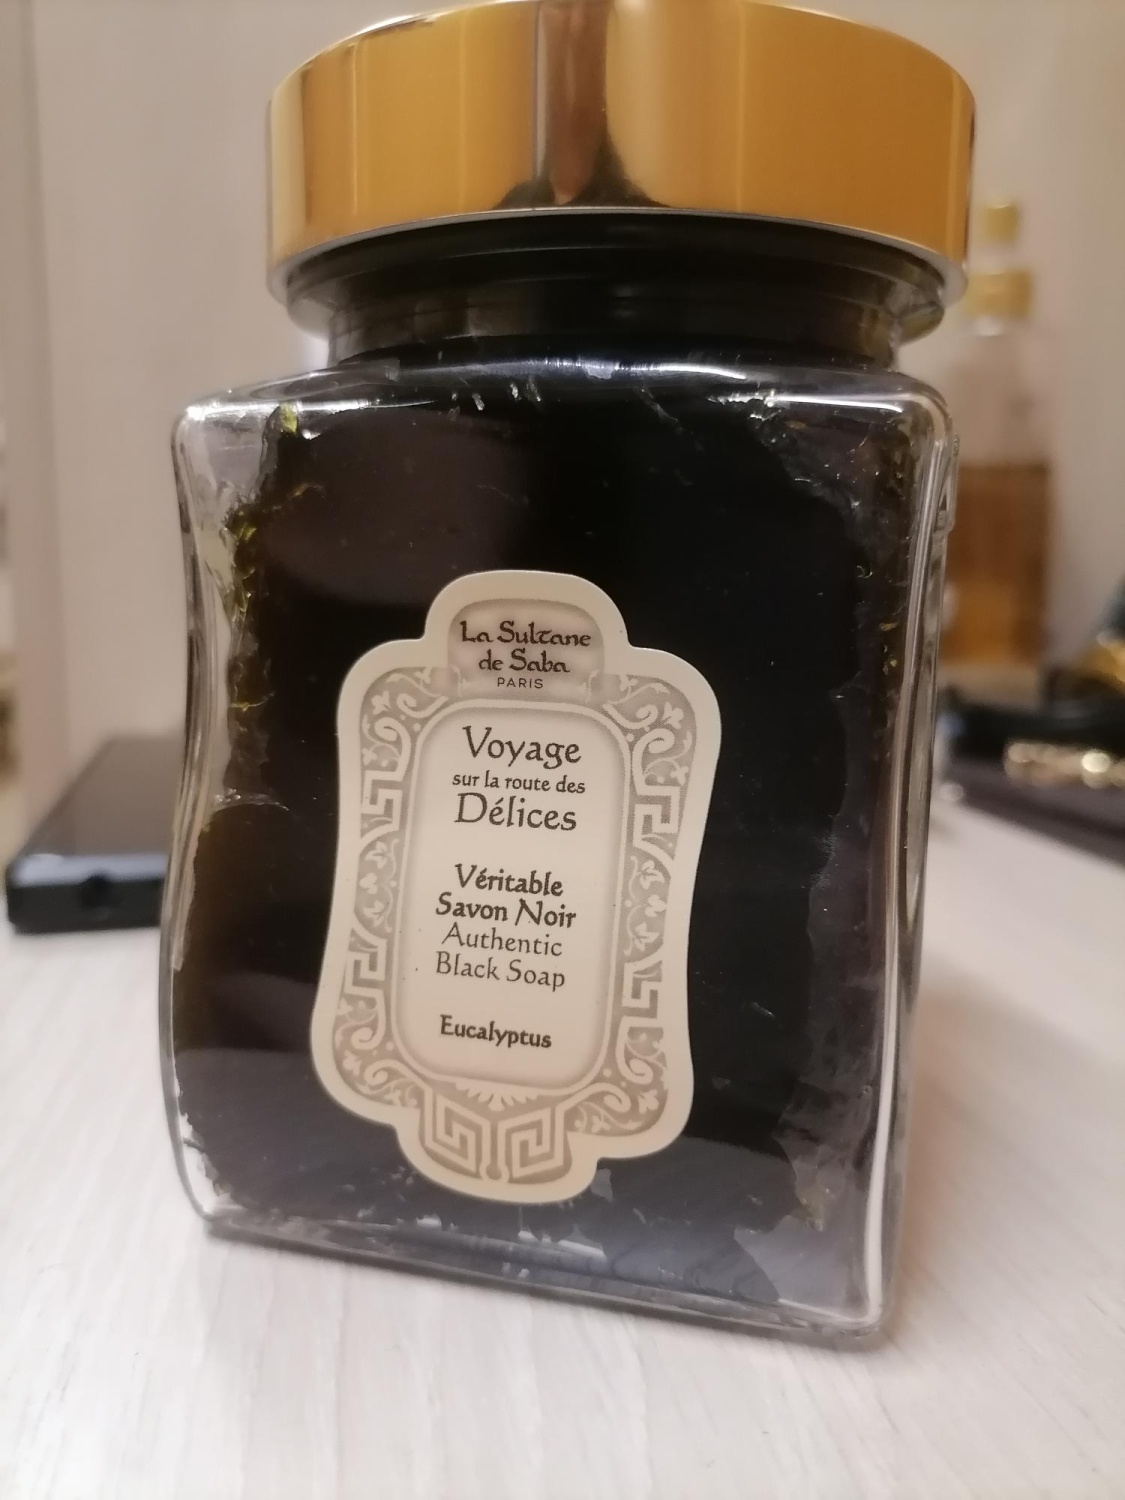 La Sultane
de Saba
PARIS
Voyage
sur la route des
Délices
Véritable
Savon Noir
Authentic
Black Soap
Eucalyptus